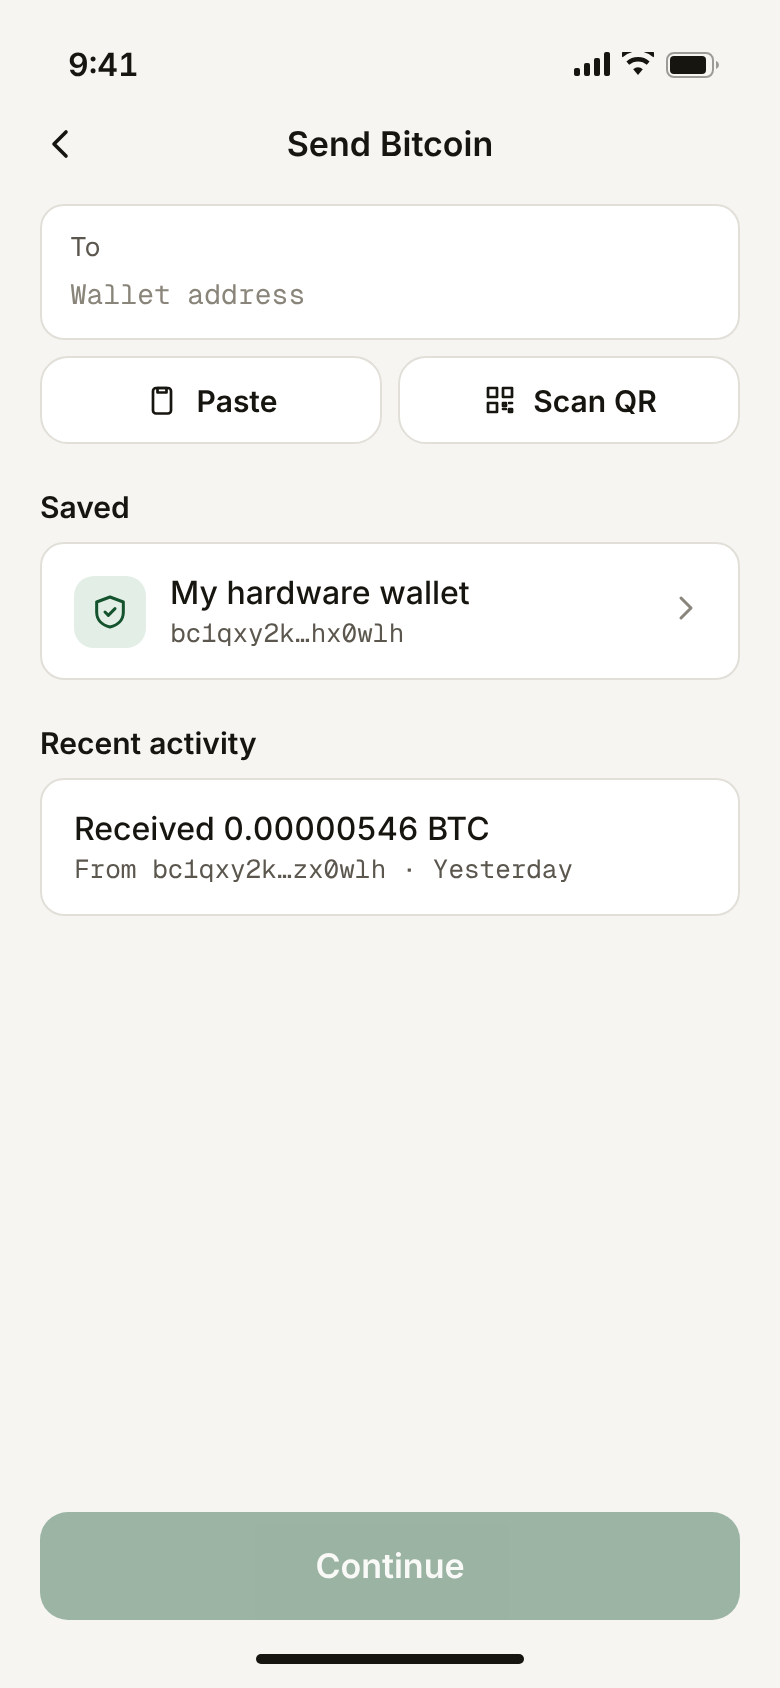 9:41
Send Bitcoin
To
Wallet address
Paste
Scan QR
Saved
My hardware wallet
bc1qxy2k…hx0wlh
Recent activity
Received 0.00000546 BTC
From bc1qxy2k…zx0wlh · Yesterday
Continue